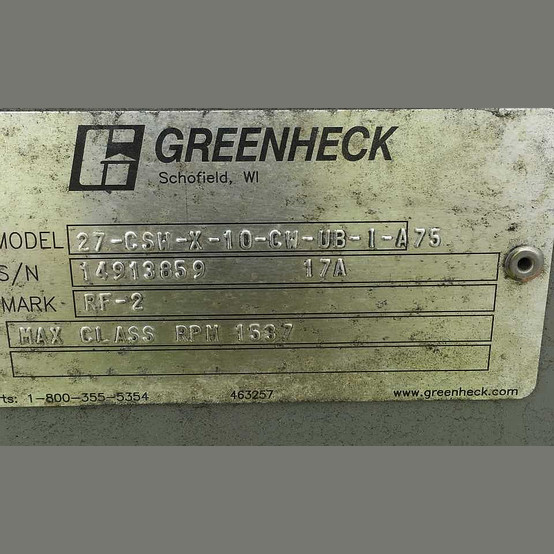 GREENHECK
Schofield, WI
MODEL 27-CSW-X-10-CW-UB-I-A75
S/N 14913859 17A
MARK RF-2
MAX CLASS RPM 1537
rts: 1-800-355-5354 463257 www.greenheck.com